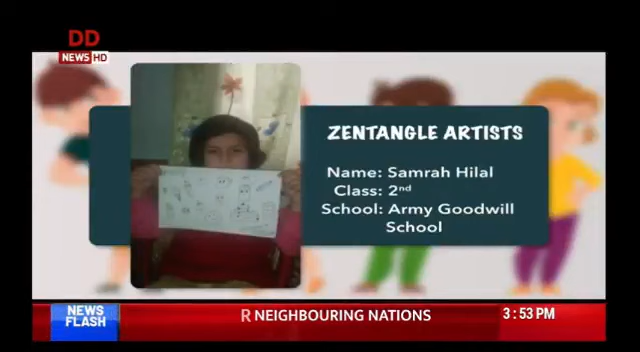 DD
NEWS HD
ZENTANGLE ARTISTS
Name: Samrah Hilal
Class: 2nd
School: Army Goodwill
School
NEWS
FLASH
R NEIGHBOURING NATIONS
3:53 PM